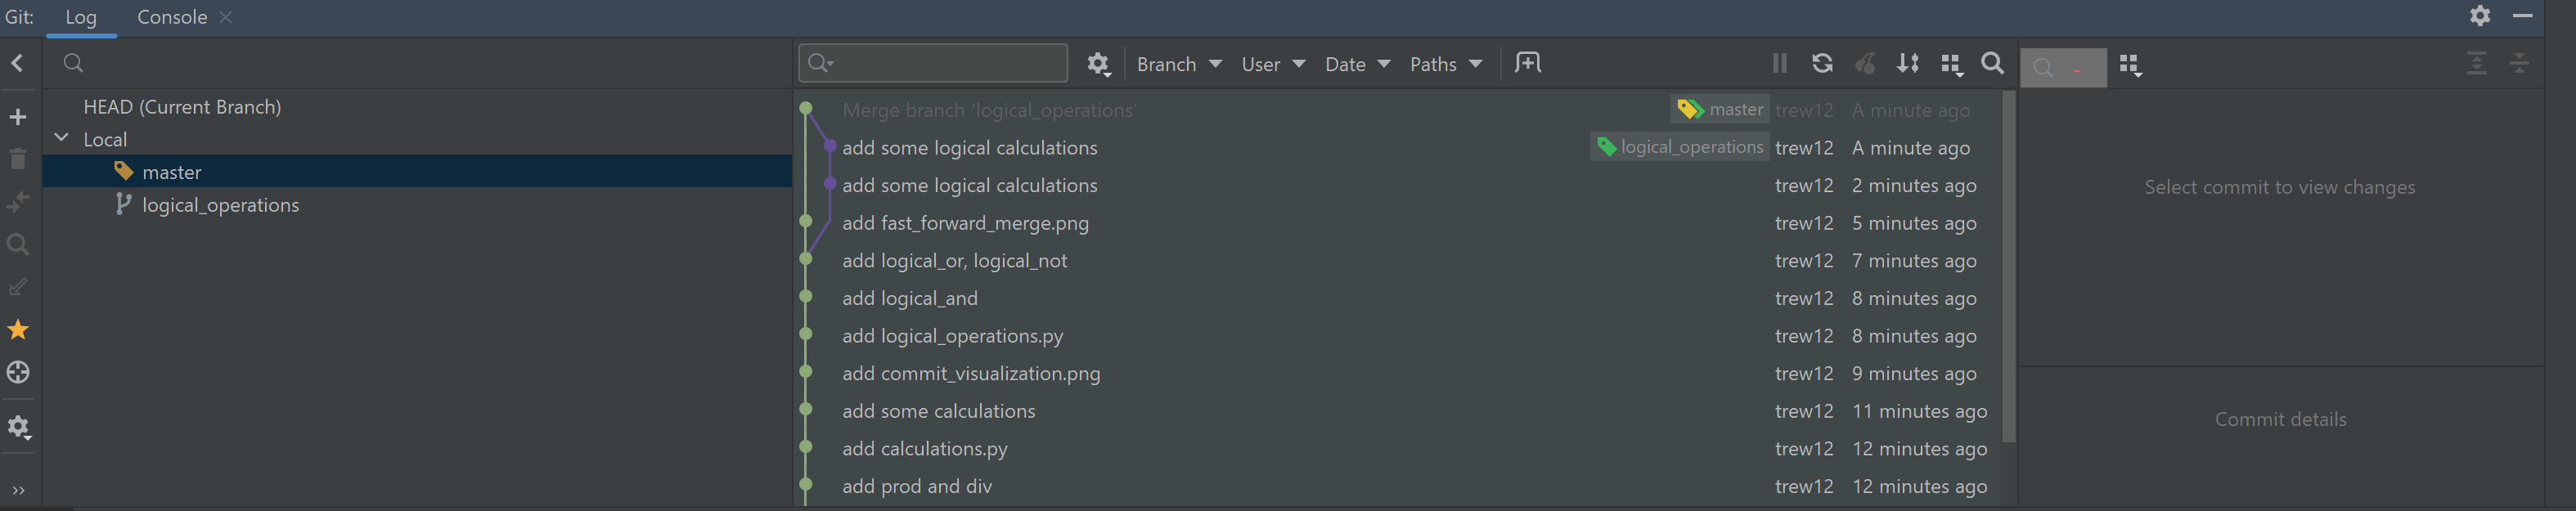 Git: Log Console
Branch User Date Paths
HEAD (Current Branch)
Local
master
logical_operations
Merge branch 'logical_operations' master trew12 A minute ago
add some logical calculations logical_operations trew12 A minute ago
add some logical calculations trew12 2 minutes ago
add fast_forward_merge.png trew12 5 minutes ago
add logical_or, logical_not trew12 7 minutes ago
add logical_and trew12 8 minutes ago
add logical_operations.py trew12 8 minutes ago
add commit_visualization.png trew12 9 minutes ago
add some calculations trew12 11 minutes ago
add calculations.py trew12 12 minutes ago
add prod and div trew12 12 minutes ago
Select commit to view changes
Commit details